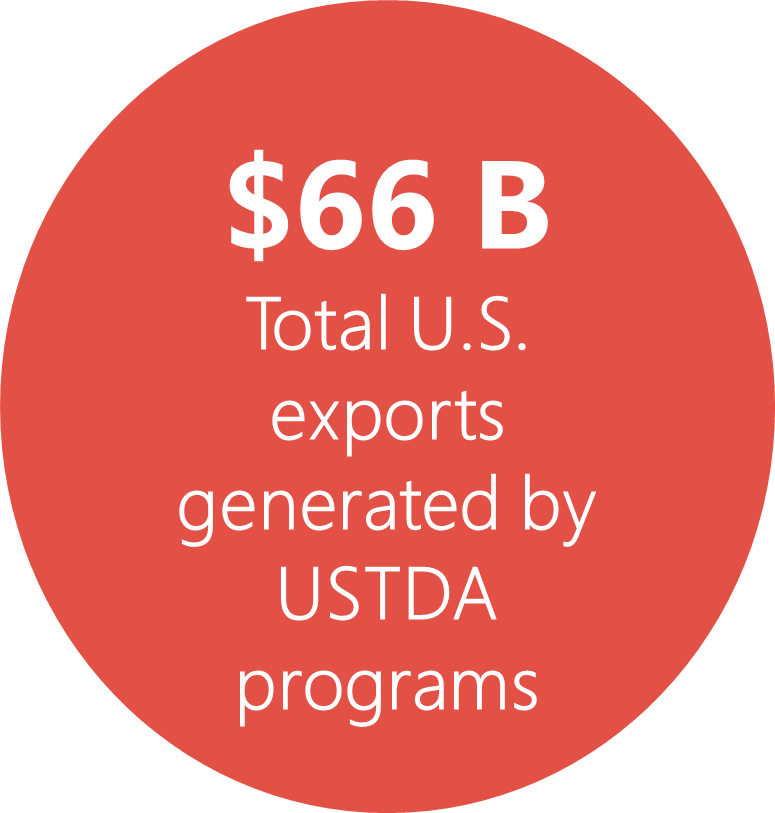 $66 B
Total U.S.
exports
generated by
USTDA
programs